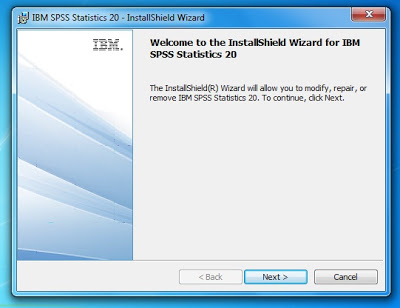 IBM SPSS Statistics 20 - InstallShield Wizard
IBM.
Welcome to the InstallShield Wizard for IBM
SPSS Statistics 20
The InstallShield(R) Wizard will allow you to modify, repair, or
remove IBM SPSS Statistics 20. To continue, click Next.
< Back
Next >
Cancel